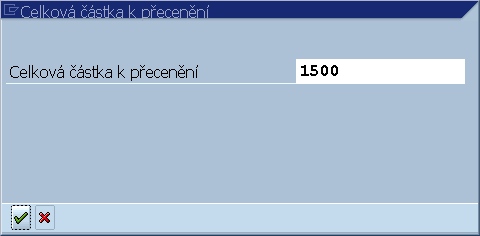 Celková částka k přecenění
Celková částka k přecenění 1500